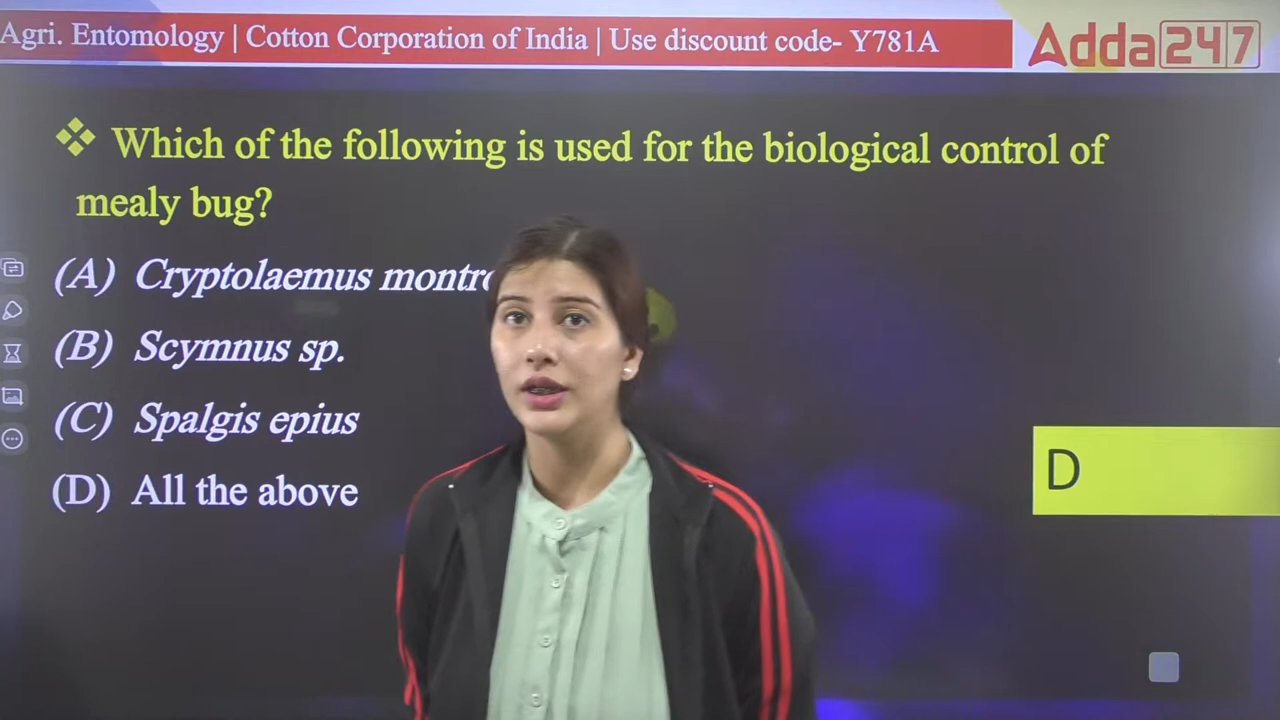 Agri. Entomology | Cotton Corporation of India | Use discount code- Y781A
Adda247
Which of the following is used for the biological control of
mealy bug?
(A) Cryptolaemus
(B) Scymnus sp.
(C) Spalgis epius
(D) All the above
D